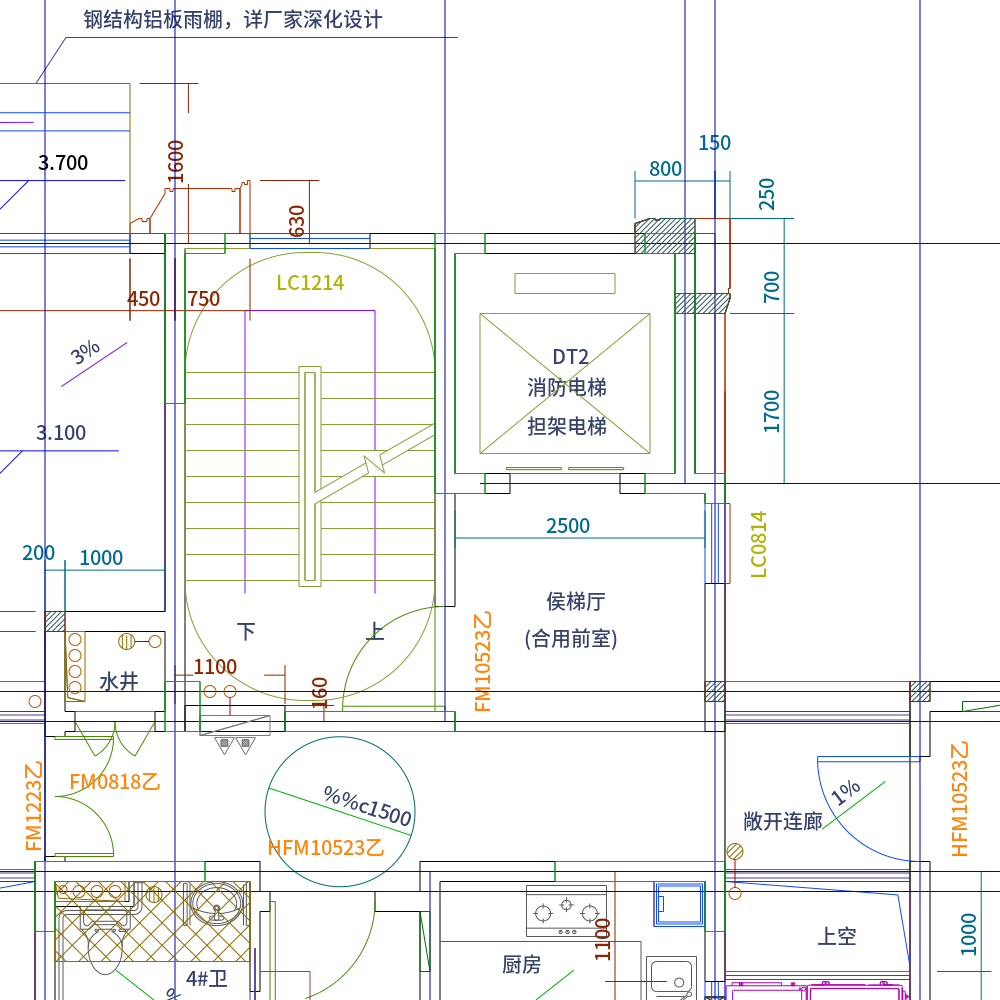 钢结构铝板雨棚，详厂家深化设计
150
3.700
1600
800
250
630
LC1214
450
750
700
3%
DT2
消防电梯
担架电梯
1700
3.100
2500
LC0814
200
1000
侯梯厅
(合用前室)
下
上
FM10523乙
水井
1100
160
FM1223乙
FM0818乙
%%c1500
HFM10523乙
1%
敞开连廊
HFM10523乙
1100
上空
1000
厨房
4#卫
%